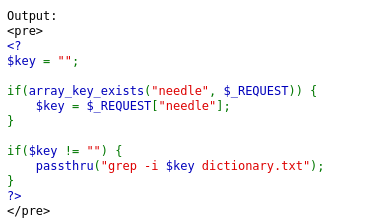 Output:
<pre>
<?
$key = "";

if(array_key_exists("needle", $_REQUEST)) {
    $key = $_REQUEST["needle"];
}

if($key != "") {
    passthru("grep -i $key dictionary.txt");
}
?>
</pre>